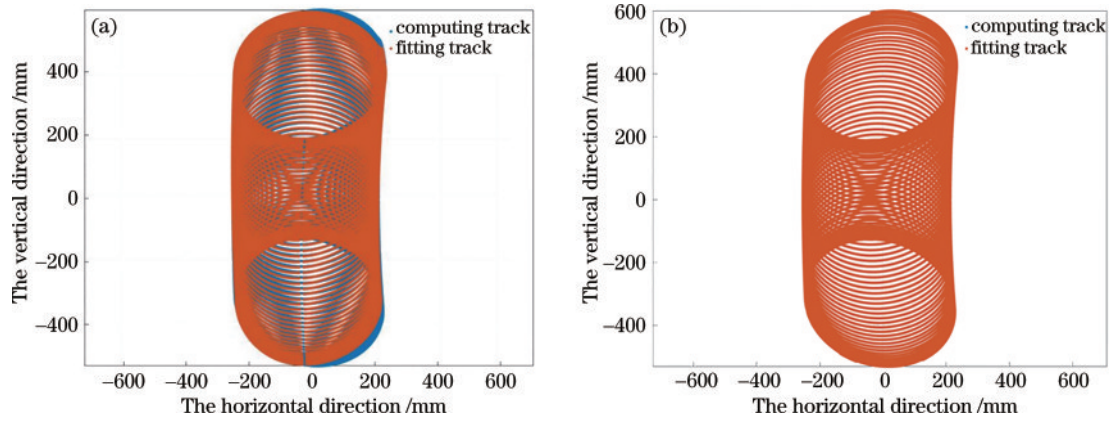 (a)
computing track
fitting track
The vertical direction /mm
400
200
0
−200
−400
−600 −400 −200 0 200 400 600
The horizontal direction /mm
(b)
computing track
fitting track
The vertical direction /mm
600
400
200
0
−200
−400
−600 −400 −200 0 200 400 600
The horizontal direction /mm